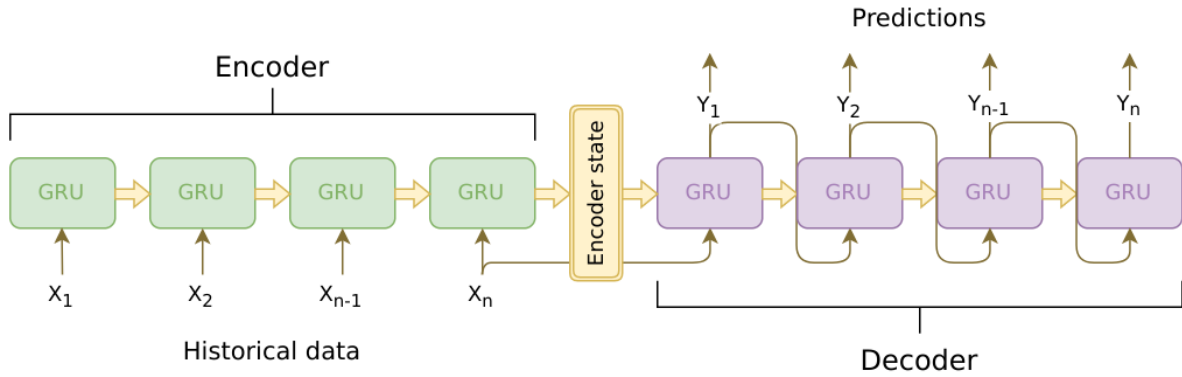 Predictions
Encoder
Y1
Y2
Yn-1
Yn
GRU
GRU
GRU
GRU
Encoder state
GRU
GRU
GRU
GRU
X1
X2
Xn-1
Xn
Historical data
Decoder